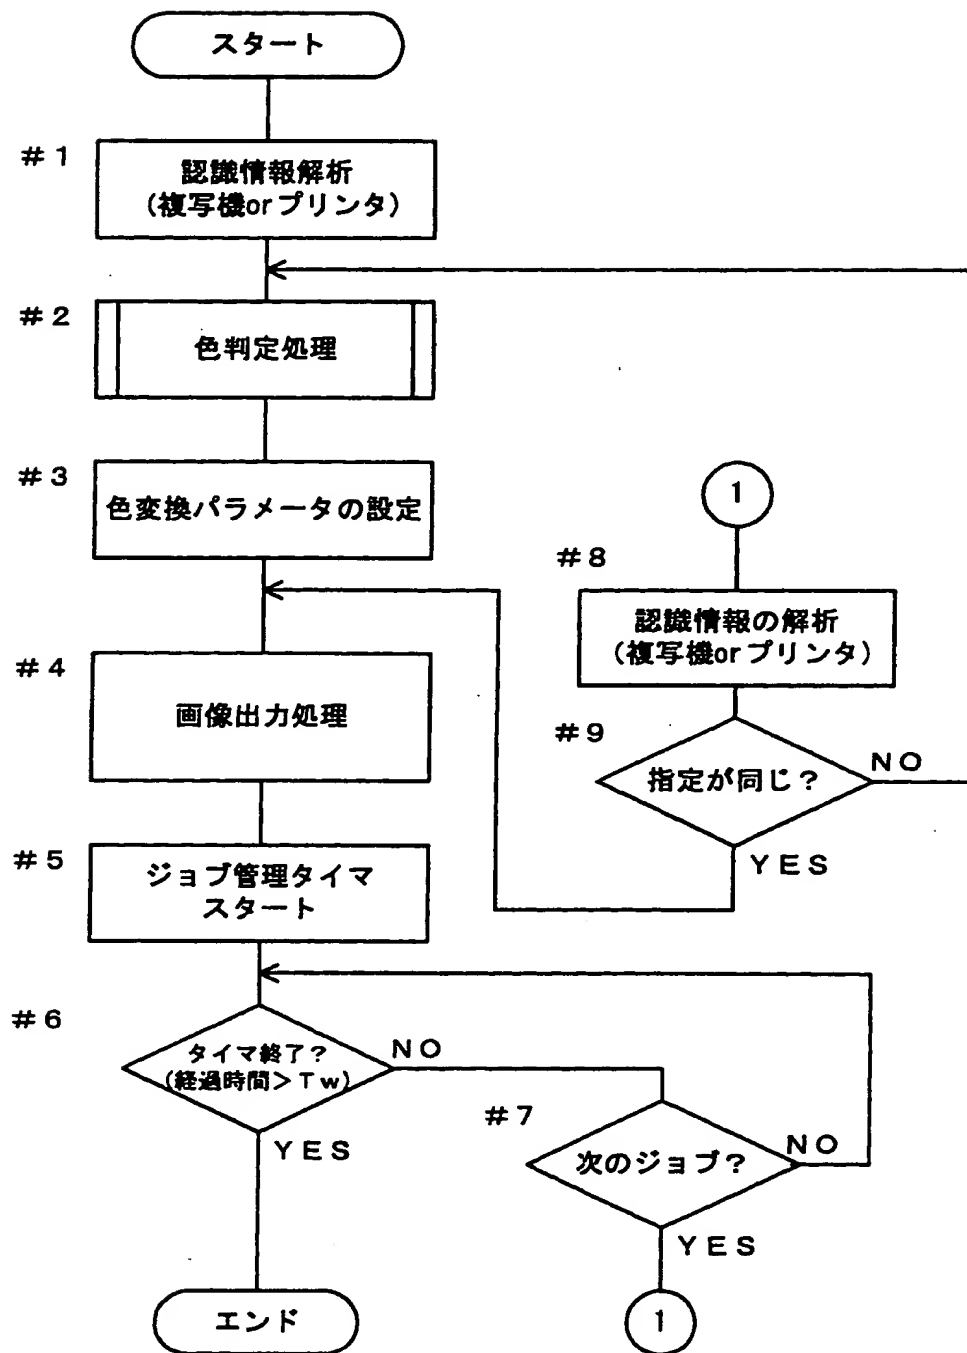 スタート
＃１
認識情報解析
（複写機orプリンタ）
＃２
色判定処理
＃３
色変換パラメータの設定
＃４
画像出力処理
＃５
ジョブ管理タイマ
スタート
＃６
タイマ終了？
(経過時間＞Ｔｗ)
ＮＯ
ＹＥＳ
エンド
＃７
次のジョブ？
ＮＯ
ＹＥＳ
１
１
＃８
認識情報の解析
（複写機orプリンタ）
＃９
指定が同じ？
ＮＯ
ＹＥＳ